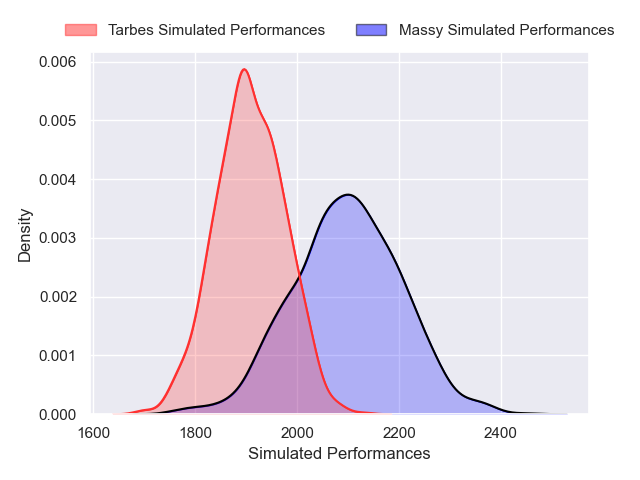 Tarbes Simulated Performances Massy Simulated Performances
0.006
0.005
0.004
0.003
0.002
0.001
0.000
Density
1600 1800 2000 2200 2400
Simulated Performances